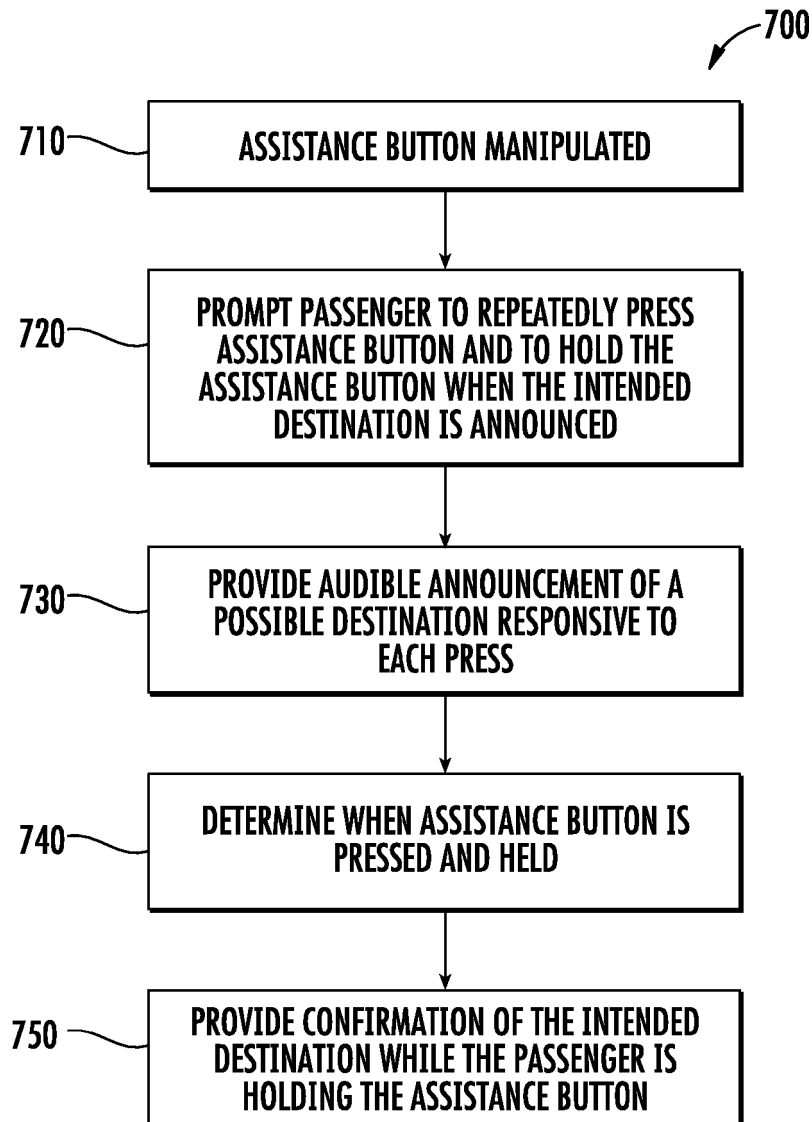 700
710
ASSISTANCE BUTTON MANIPULATED
720
PROMPT PASSENGER TO REPEATEDLY PRESS
ASSISTANCE BUTTON AND TO HOLD THE
ASSISTANCE BUTTON WHEN THE INTENDED
DESTINATION IS ANNOUNCED
730
PROVIDE AUDIBLE ANNOUNCEMENT OF A
POSSIBLE DESTINATION RESPONSIVE TO
EACH PRESS
740
DETERMINE WHEN ASSISTANCE BUTTON IS
PRESSED AND HELD
750
PROVIDE CONFIRMATION OF THE INTENDED
DESTINATION WHILE THE PASSENGER IS
HOLDING THE ASSISTANCE BUTTON